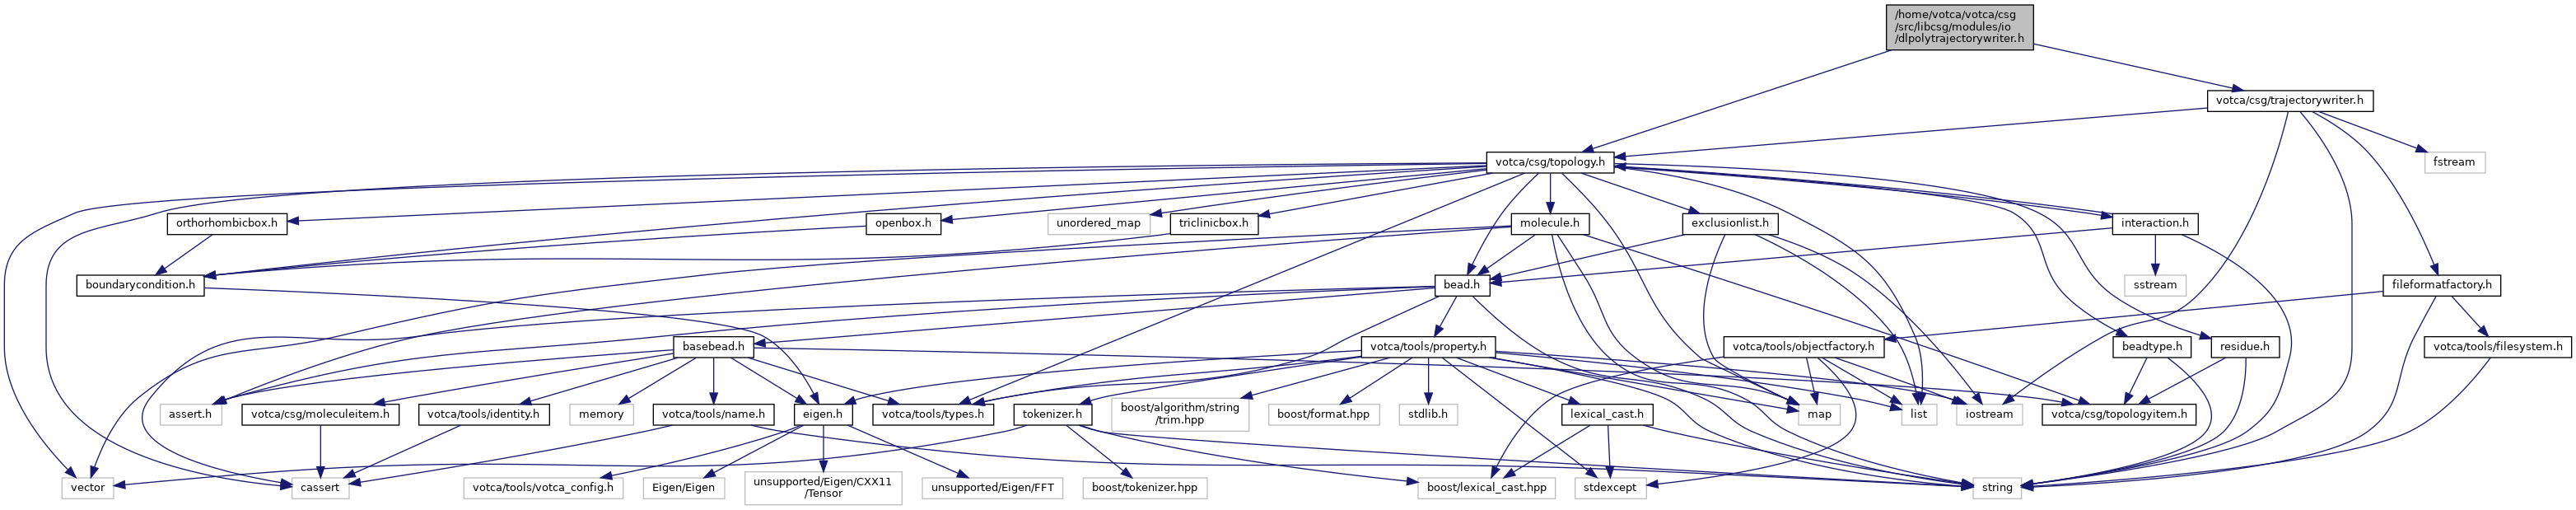 /home/votca/votca/csg
/src/libcsg/modules/io
/dlpolytrajectorywriter.h
votca/csg/trajectorywriter.h
votca/csg/topology.h
fstream
orthorhombicbox.h
openbox.h
unordered_map
triclinicbox.h
molecule.h
exclusionlist.h
interaction.h
boundarycondition.h
bead.h
sstream
fileformatfactory.h
basebead.h
votca/tools/property.h
votca/tools/objectfactory.h
beadtype.h
residue.h
votca/tools/filesystem.h
assert.h
votca/csg/moleculeitem.h
votca/tools/identity.h
memory
votca/tools/name.h
eigen.h
votca/tools/types.h
tokenizer.h
boost/algorithm/string
/trim.hpp
boost/format.hpp
stdlib.h
lexical_cast.h
map
list
iostream
votca/csg/topologyitem.h
vector
cassert
votca/tools/votca_config.h
Eigen/Eigen
unsupported/Eigen/CXX11
/Tensor
unsupported/Eigen/FFT
boost/tokenizer.hpp
boost/lexical_cast.hpp
stdexcept
string